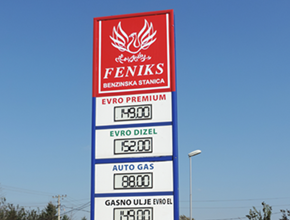 FENIKS
BENZINSKA STANICA
EVRO PREMIUM
149.00
EVRO DIZEL
152.00
AUTO GAS
88.00
GASNO ULJE EVRO EL
149.00